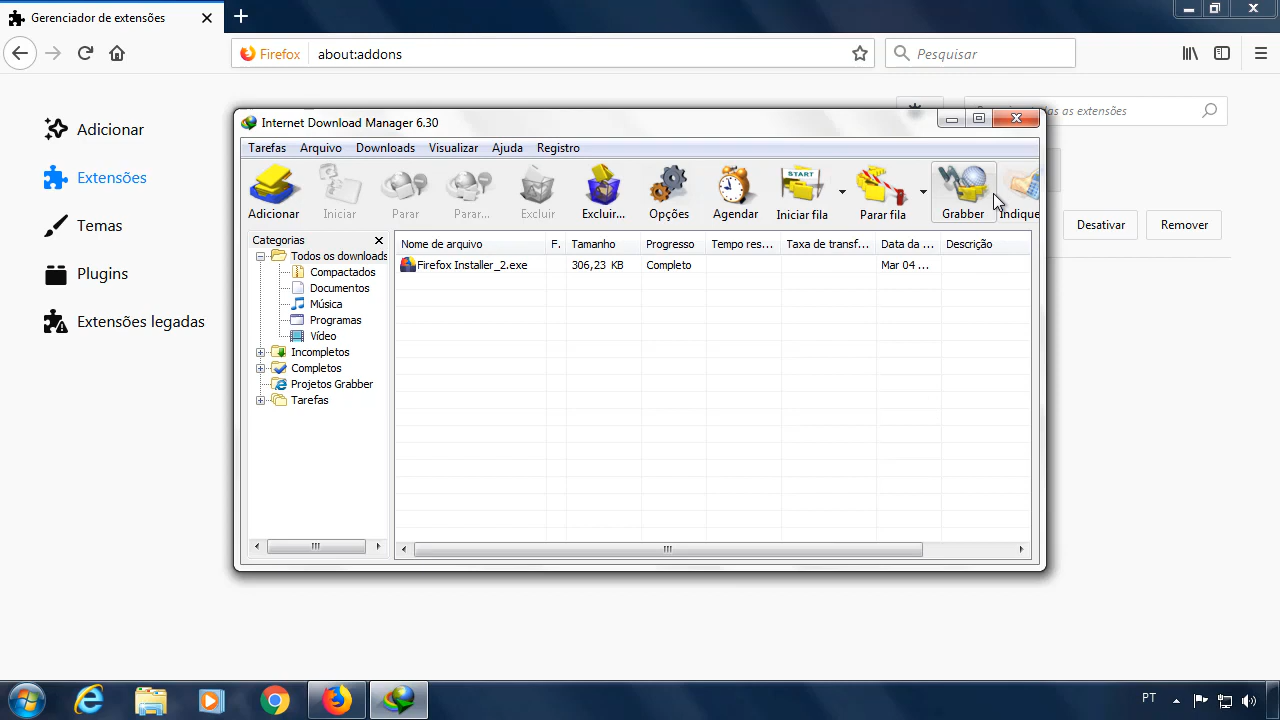 Gerenciador de extensões
Firefox about:addons
Pesquisar
Adicionar
Extensões
Temas
Plugins
Extensões legadas
as extensões
Desativar
Remover
Internet Download Manager 6.30
Tarefas Arquivo Downloads Visualizar Ajuda Registro
Adicionar Iniciar Parar Parar... Excluir Excluir... Opções Agendar START Iniciar fila Parar fila Grabber Indique
Categorias
Todos os downloads
Compactados
Documentos
Música
Programas
Vídeo
Incompletos
Completos
Projetos Grabber
Tarefas
Nome de arquivo F. Tamanho Progresso Tempo res... Taxa de transf... Data da ... Descrição
Firefox Installer_2.exe 306,23 KB Completo Mar 04 ...
PT